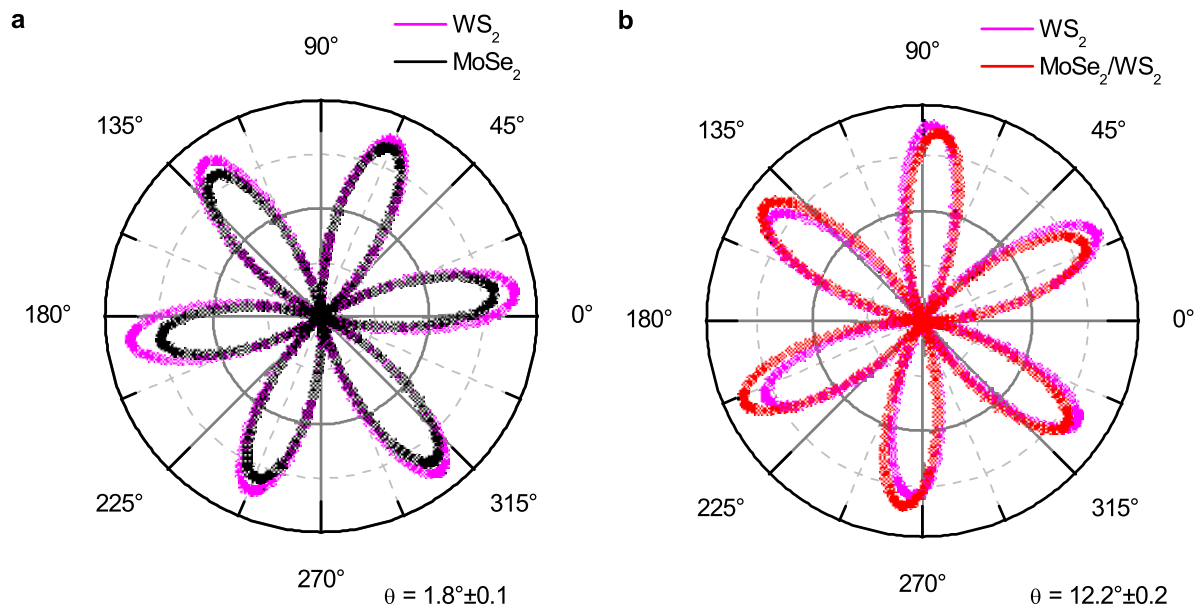 a
WS₂
MoSe₂
90°
135°
45°
180°
0°
225°
315°
270°
θ = 1.8°±0.1
b
WS₂
MoSe₂/WS₂
90°
135°
45°
180°
0°
225°
315°
270°
θ = 12.2°±0.2